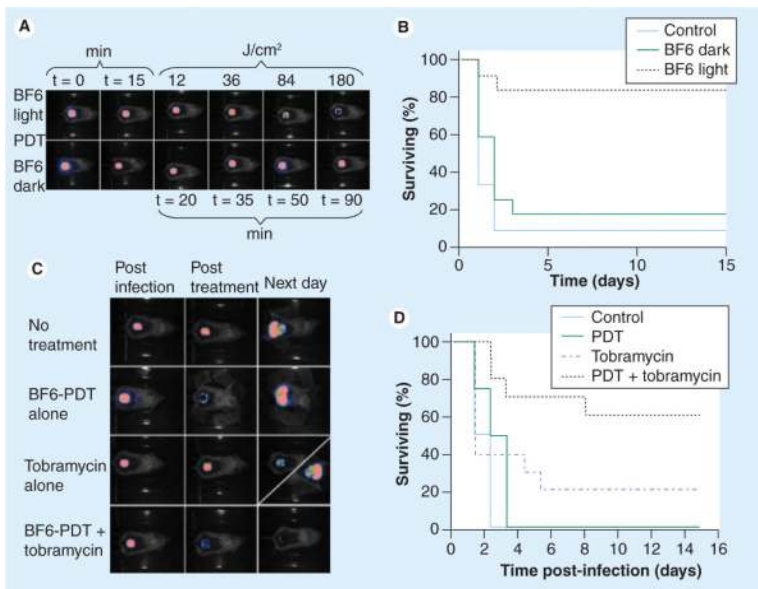 A
min
J/cm²
t = 0 t = 15 12 36 84 180
BF6
light
PDT
BF6
dark
t = 20 t = 35 t = 50 t = 90
min
B
Control
BF6 dark
BF6 light
Surviving (%)
100
80
60
40
20
0
0 5 10 15
Time (days)
C
Post
infection
Post
treatment
Next day
No
treatment
BF6-PDT
alone
Tobramycin
alone
BF6-PDT +
tobramycin
D
Control
PDT
Tobramycin
PDT + tobramycin
Surviving (%)
100
80
60
40
20
0
0 2 4 6 8 10 12 14 16
Time post-infection (days)